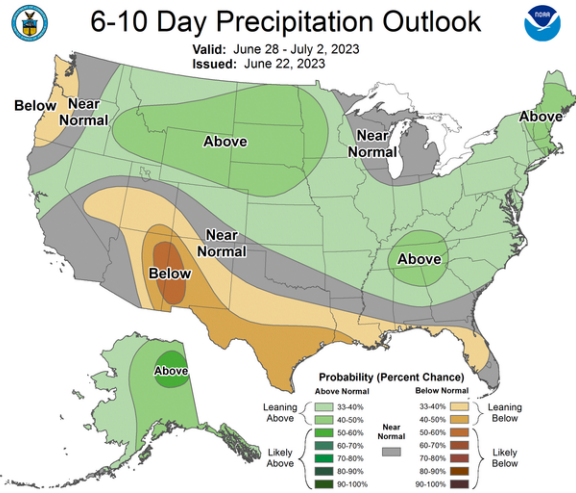 6-10 Day Precipitation Outlook
Valid: June 28 - July 2, 2023
Issued: June 22, 2023
NOAA
Below
Near
Normal
Above
Near
Normal
Above
Near
Normal
Below
Above
Above
Probability (Percent Chance)
Above Normal
Below Normal
Leaning
Above
33-40%
40-50%
Likely
Above
50-60%
60-70%
70-80%
80-90%
90-100%
Near
Normal
33-40%
40-50%
Leaning
Below
50-60%
60-70%
70-80%
80-90%
90-100%
Likely
Below